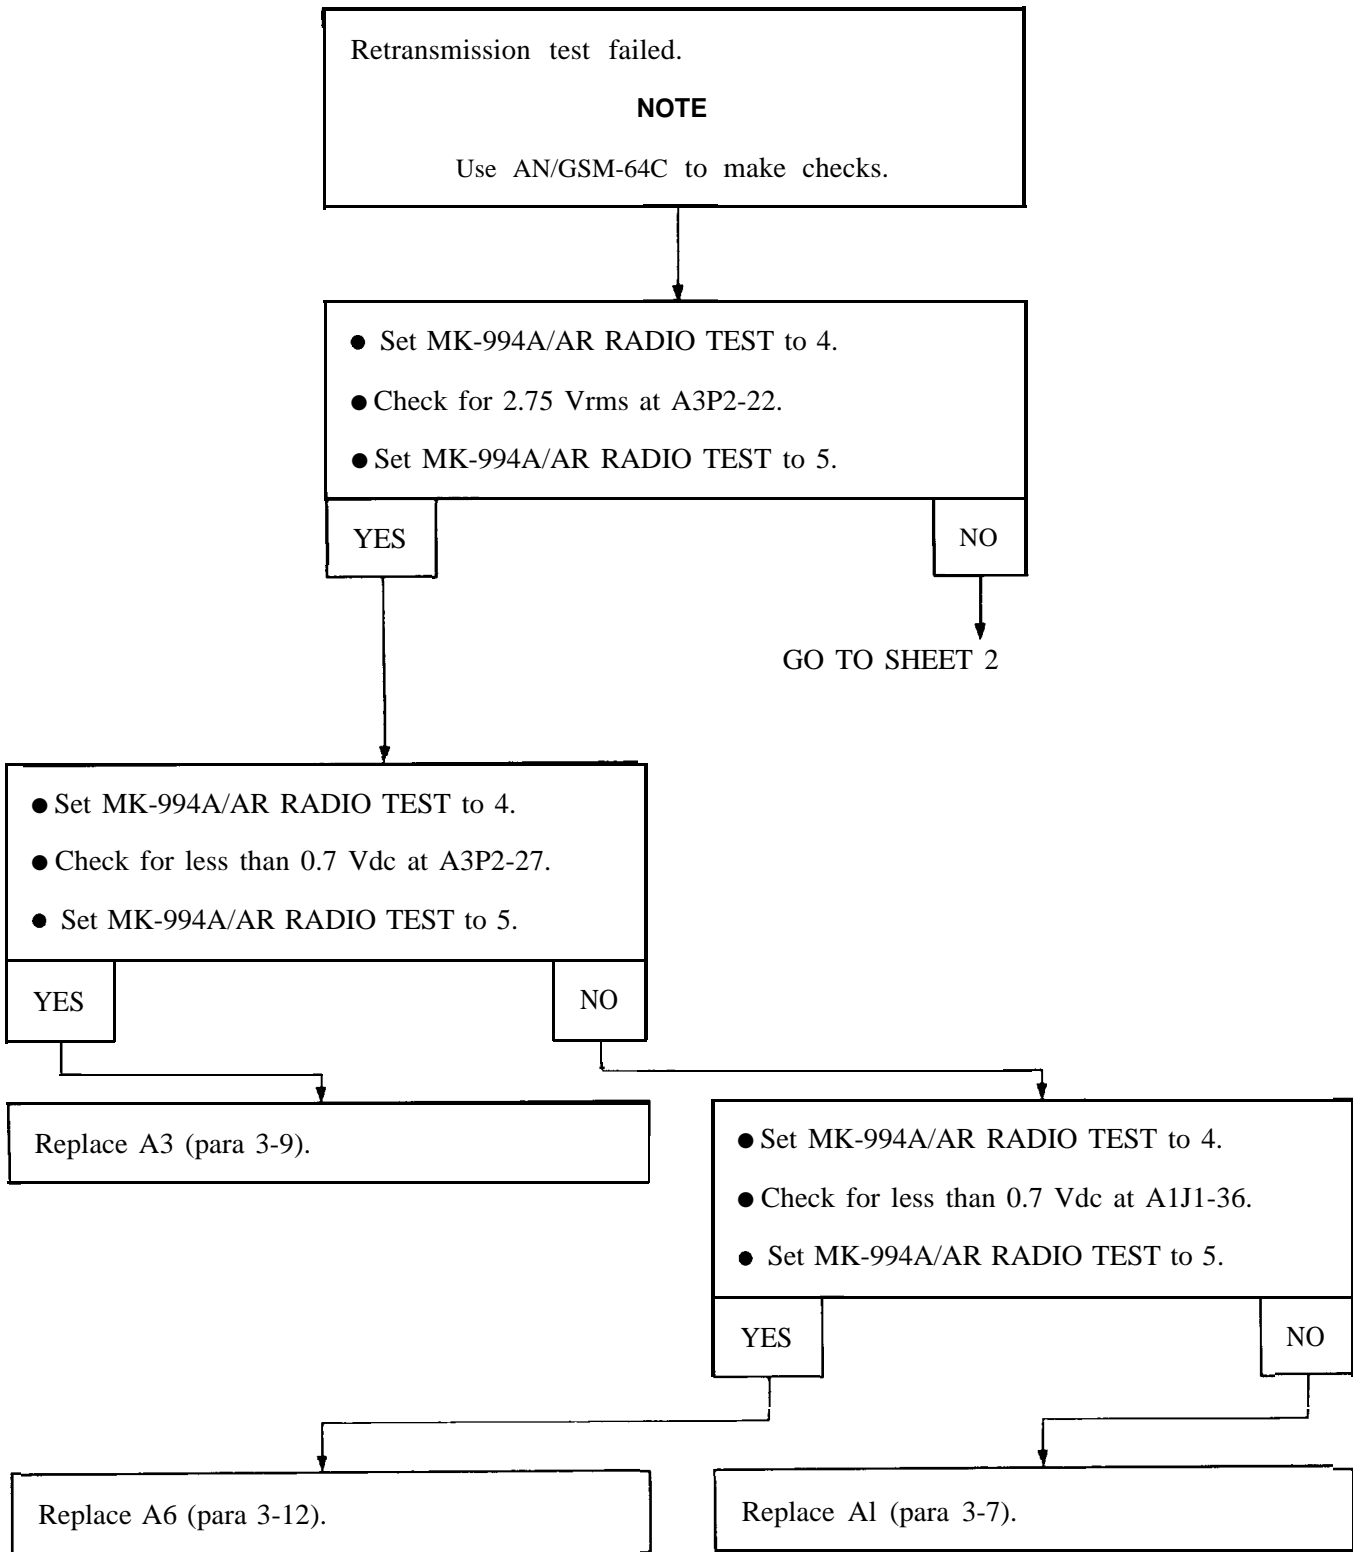 Retransmission test failed.
NOTE
Use AN/GSM-64C to make checks.
● Set MK-994A/AR RADIO TEST to 4.
● Check for 2.75 Vrms at A3P2-22.
● Set MK-994A/AR RADIO TEST to 5.
YES
NO
GO TO SHEET 2
● Set MK-994A/AR RADIO TEST to 4.
● Check for less than 0.7 Vdc at A3P2-27.
● Set MK-994A/AR RADIO TEST to 5.
YES
NO
Replace A3 (para 3-9).
● Set MK-994A/AR RADIO TEST to 4.
● Check for less than 0.7 Vdc at A1J1-36.
● Set MK-994A/AR RADIO TEST to 5.
YES
NO
Replace A6 (para 3-12).
Replace Al (para 3-7).